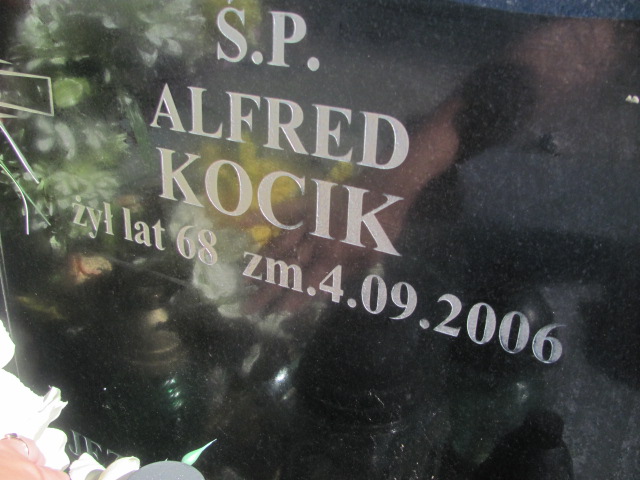 Ś.P.
ALFRED
KOCIK
żył lat 68 zm.4.09.2006